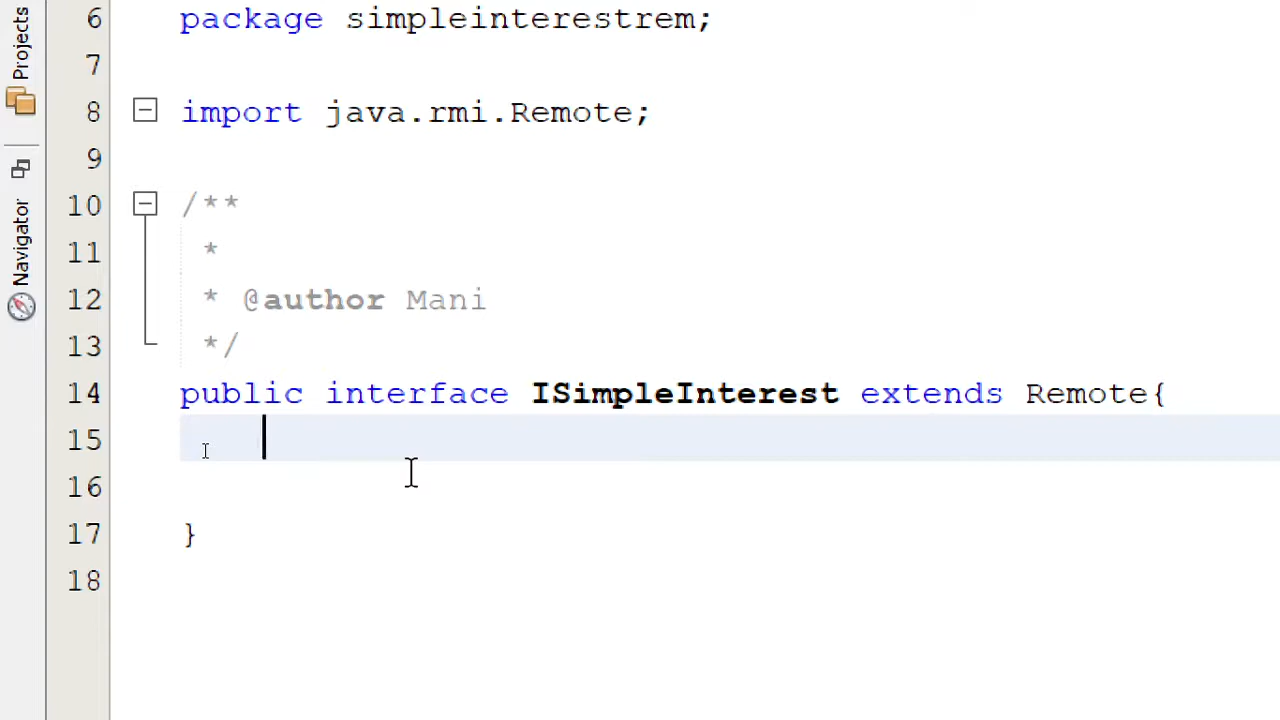 Projects
Navigator
6 package simpleinterestrem;
7
8 import java.rmi.Remote;
9
10 /**
11 *
12 * @author Mani
13 */
14 public interface ISimpleInterest extends Remote{
15
16
17 }
18